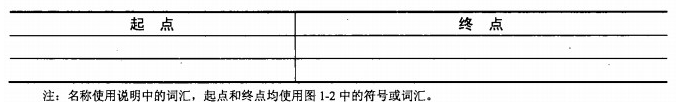 起 点 终 点
注：名称使用说明中的词汇，起点和终点均使用图 1-2 中的符号或词汇。